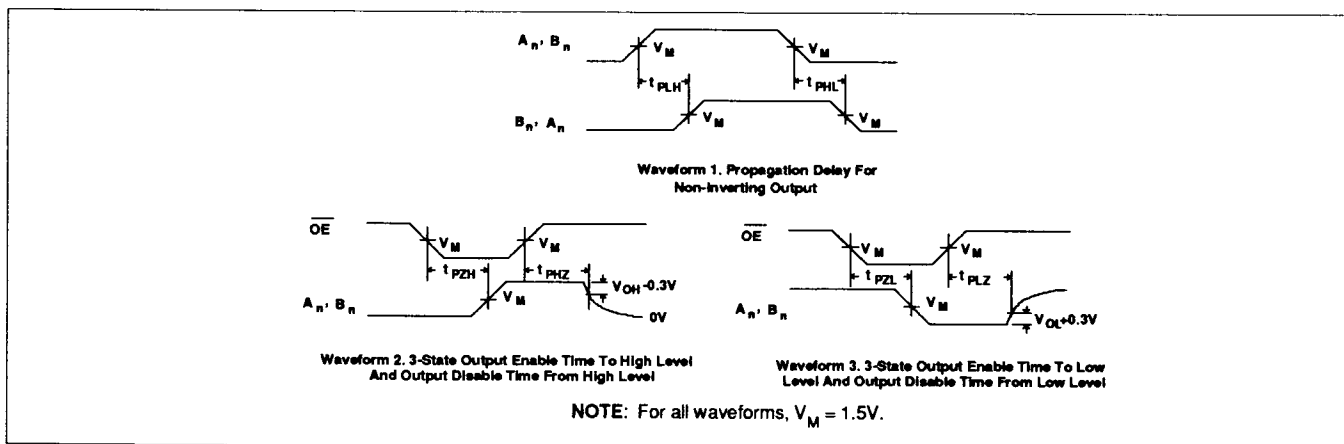 An, Bn
VM
VM
tPLH
tPHL
Bn, An
VM
VM
Waveform 1. Propagation Delay For
Non-Inverting Output
OE
VM
VM
tPZH
tPHZ
VOH-0.3V
An, Bn
VM
0V
Waveform 2. 3-State Output Enable Time To High Level
And Output Disable Time From High Level
OE
VM
VM
tPZL
tPLZ
An, Bn
VM
VOL+0.3V
Waveform 3. 3-State Output Enable Time To Low
Level And Output Disable Time From Low Level
NOTE: For all waveforms, VM = 1.5V.